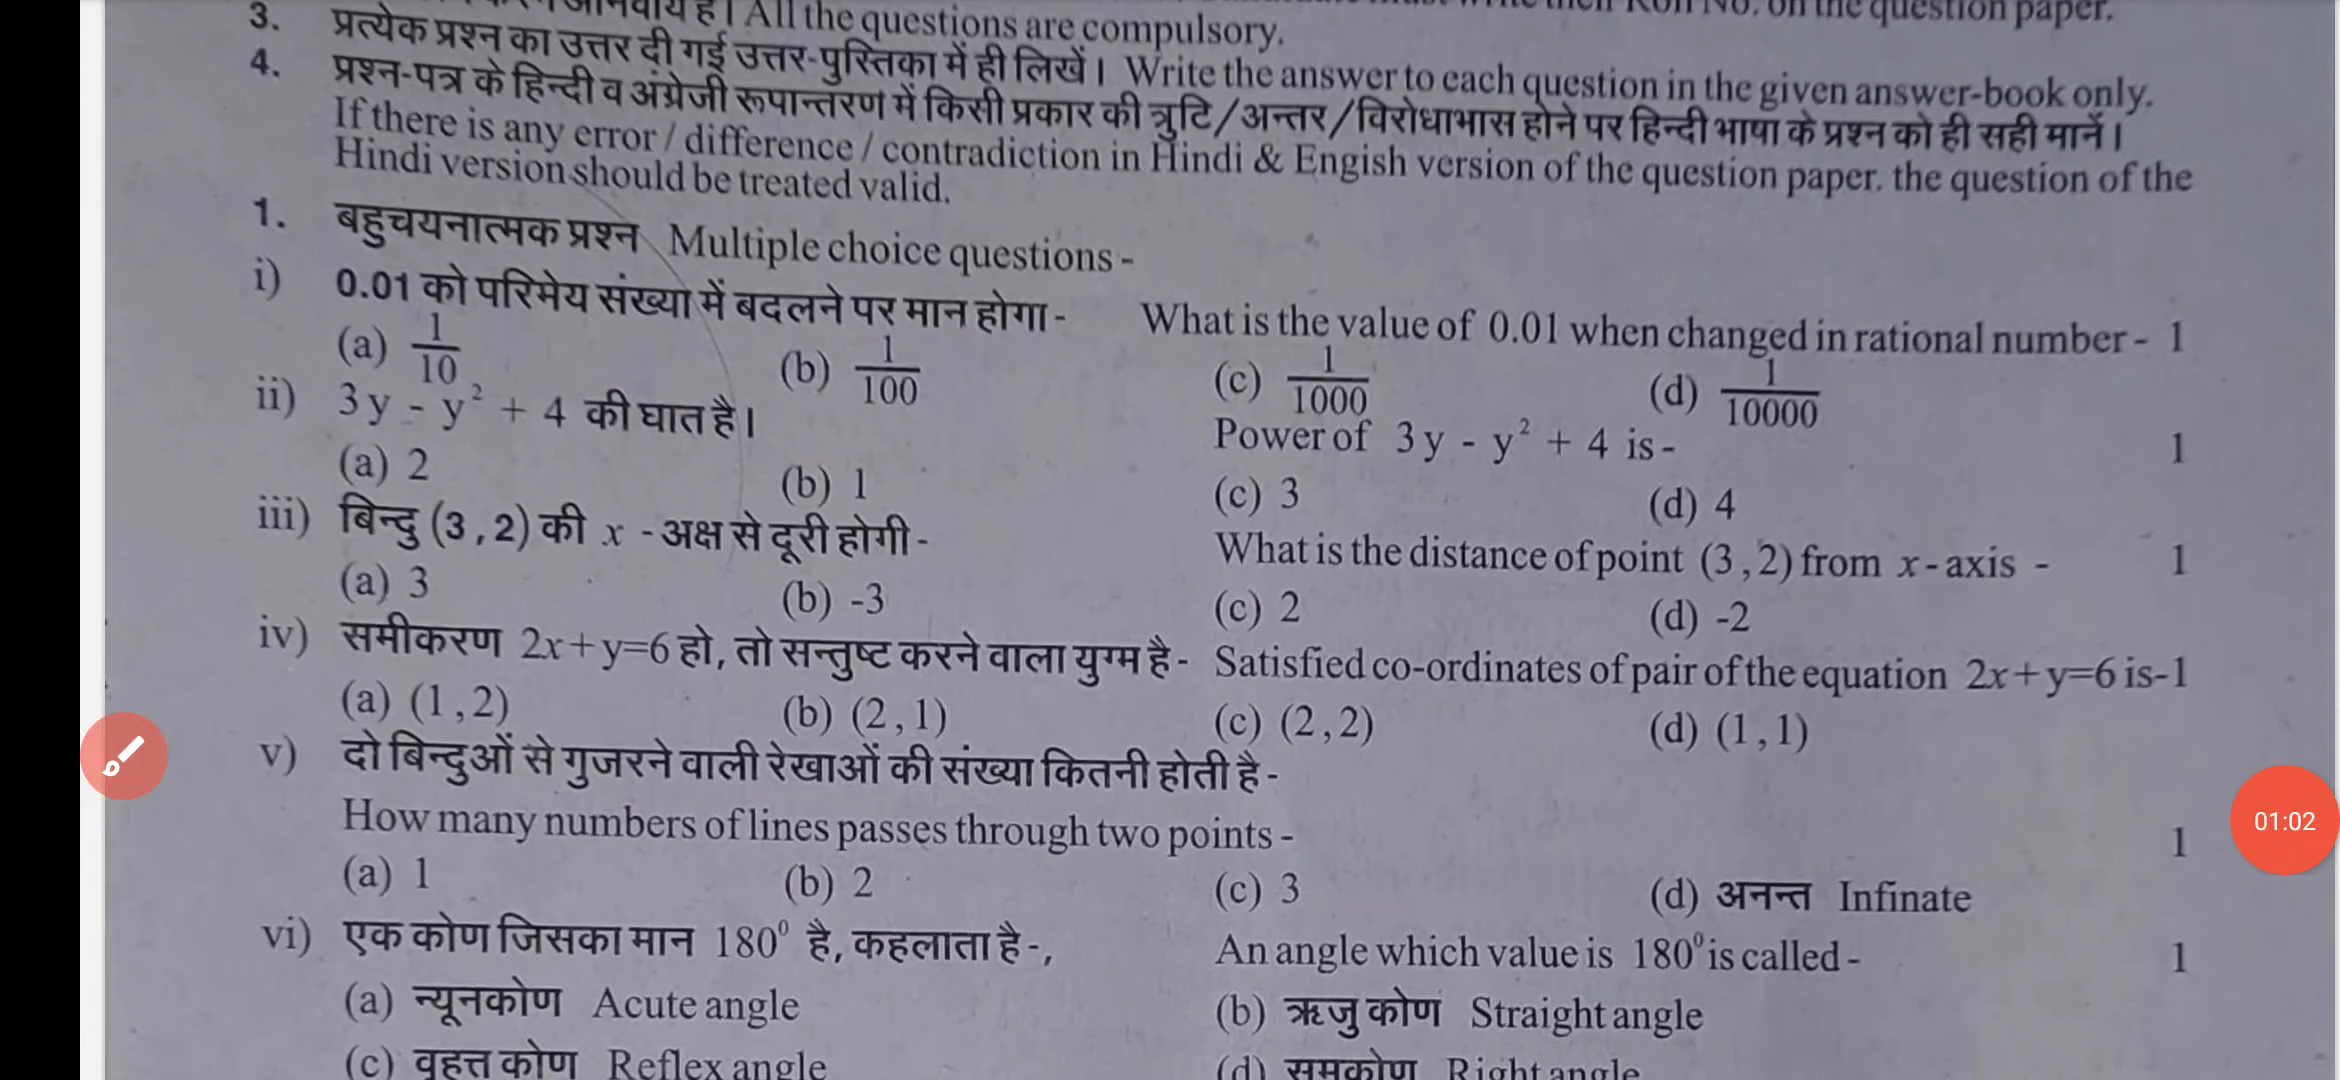 3. है। All the questions are compulsory. on the question paper.
प्रत्येक प्रश्न का उत्तर दी गई उत्तर-पुस्तिका में ही लिखें। Write the answer to each question in the given answer-book only.
4. प्रश्न-पत्र के हिन्दी व अंग्रेजी रूपान्तरण में किसी प्रकार की त्रुटि/अन्तर/विरोधाभास होने पर हिन्दी भाषा के प्रश्न को ही सही मानें।
If there is any error / difference / contradiction in Hindi & Engish version of the question paper. the question of the
Hindi version should be treated valid.
1. बहुचयनात्मक प्रश्न Multiple choice questions -
i) 0.01 को परिमेय संख्या में बदलने पर मान होगा - What is the value of 0.01 when changed in rational number - 1
(a) 1/10 (b) 1/100 (c) 1/1000 (d) 1/10000
ii) 3y - y² + 4 की घात है। Power of 3y - y² + 4 is - 1
(a) 2 (b) 1 (c) 3 (d) 4
iii) बिन्दु (3,2) की x -अक्ष से दूरी होगी - What is the distance of point (3,2) from x-axis - 1
(a) 3 (b) -3 (c) 2 (d) -2
iv) समीकरण 2x+y=6 हो, तो सन्तुष्ट करने वाला युग्म है - Satisfied co-ordinates of pair of the equation 2x+y=6 is-1
(a) (1,2) (b) (2,1) (c) (2,2) (d) (1,1)
v) दो बिन्दुओं से गुजरने वाली रेखाओं की संख्या कितनी होती है -
How many numbers of lines passes through two points - 1
(a) 1 (b) 2 (c) 3 (d) अनन्त Infinate
01:02
vi) एक कोण जिसका मान 180⁰ है, कहलाता है -, An angle which value is 180⁰ is called - 1
(a) न्यूनकोण Acute angle (b) ऋजु कोण Straight angle
(c) वृहत्त कोण Reflex angle (d) समकोण Right angle